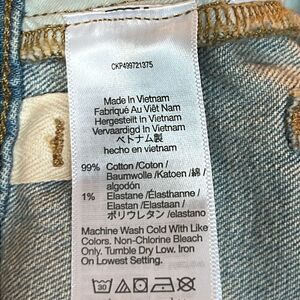 CKP499721375
Made In Vietnam
Fabriqué Au Viêt Nam
Hergesteilt In Vietnam
Vervaardigd In Vietnam
ベトナム製
hecho en vietnam
99% Cotton /Coton /
Baumwolle /Katoen /綿 /
algodón
1% Elastane /Élasthanne /
Elastan /Elastaan /
ポリウレタン /elastano
Machine Wash Cold With Like
Colors. Non-Chlorine Bleach
Only. Tumble Dry Low. Iron
On Lowest Setting.
30